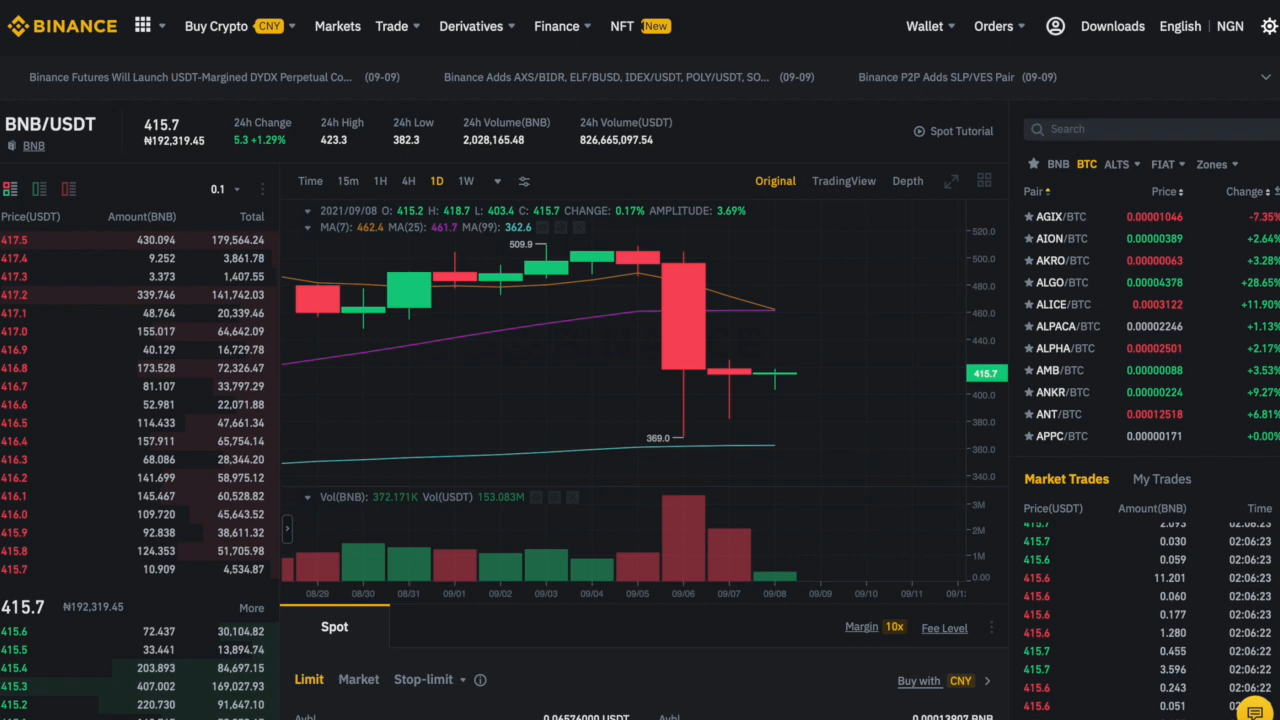 BINANCE Buy Crypto CNY Markets Trade Derivatives Finance NFT New Wallet Orders Downloads English | NGN
Binance Futures Will Launch USDT-Margined DYDX Perpetual Co... (09-09) Binance Adds AXS/BIDR, ELF/BUSD, IDEX/USDT, POLY/USDT, SO... (09-09) Binance P2P Adds SLP/VES Pair (09-09)
BNB/USDT
BNB
415.7
₦192,319.45
24h Change
5.3 +1.29%
24h High
423.3
24h Low
382.3
24h Volume(BNB)
2,028,165.48
24h Volume(USDT)
826,665,097.54
Spot Tutorial
0.1
Price(USDT) Amount(BNB) Total
417.5 430.094 179,564.24
417.4 9.252 3,861.78
417.3 3.373 1,407.55
417.2 339.746 141,742.03
417.1 48.764 20,339.46
417.0 155.017 64,642.09
416.9 40.129 16,729.78
416.8 173.528 72,326.47
416.7 81.107 33,797.29
416.6 52.981 22,071.88
416.5 114.433 47,661.34
416.4 157.911 65,754.14
416.3 68.086 28,344.20
416.2 141.699 58,975.12
416.1 145.467 60,528.82
416.0 109.720 45,643.52
415.9 92.838 38,611.32
415.8 124.353 51,705.98
415.7 10.909 4,534.87
415.7 ₦192,319.45 More
415.6 72.437 30,104.82
415.5 33.441 13,894.74
415.4 203.893 84,697.15
415.3 407.002 169,027.93
415.2 220.730 91,647.10
Time 15m 1H 4H 1D 1W Original TradingView Depth
2021/09/08 O: 415.2 H: 418.7 L: 403.4 C: 415.7 CHANGE: 0.17% AMPLITUDE: 3.69%
MA(7): 462.4 MA(25): 461.7 MA(99): 362.6
509.9
369.0
520.0
500.0
480.0
460.0
440.0
415.7
400.0
380.0
360.0
340.0
Vol(BNB): 372.171K Vol(USDT) 153.083M
3M
2M
1M
0.00
08/29 08/30 08/31 09/01 09/02 09/03 09/04 09/05 09/06 09/07 09/08 09/09 09/10 09/11
Spot
Margin 10x Fee Level
Limit Market Stop-limit
Buy with CNY
Avbl 0.06576000 USDT Avbl 0.00013907 BNB
Search
BNB BTC ALTS FIAT Zones
Pair Price Change
AGIX/BTC 0.00001046 -7.35%
AION/BTC 0.00000389 +2.64%
AKRO/BTC 0.00000063 +3.28%
ALGO/BTC 0.00004378 +28.65%
ALICE/BTC 0.0003122 +11.90%
ALPACA/BTC 0.00002246 +1.13%
ALPHA/BTC 0.00002501 +2.17%
AMB/BTC 0.00000088 +3.53%
ANKR/BTC 0.00000224 +9.27%
ANT/BTC 0.00012518 +6.81%
APPC/BTC 0.00000171 +0.00%
Market Trades My Trades
Price(USDT) Amount(BNB) Time
415.7 2.093 02:06:23
415.7 0.030 02:06:23
415.6 0.059 02:06:23
415.6 11.201 02:06:23
415.6 0.060 02:06:23
415.6 0.177 02:06:23
415.6 1.280 02:06:22
415.7 0.455 02:06:22
415.7 3.596 02:06:22
415.6 0.243 02:06:22
415.6 0.051 02:06:22